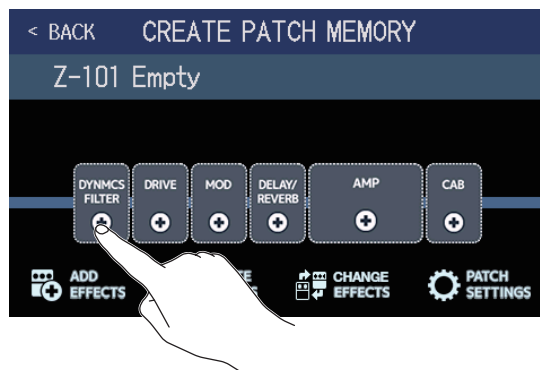 < BACK CREATE PATCH MEMORY
Z-101 Empty
DYNMCS FILTER
DRIVE
MOD
DELAY/ REVERB
AMP
CAB
ADD EFFECTS
CHANGE EFFECTS
PATCH SETTINGS